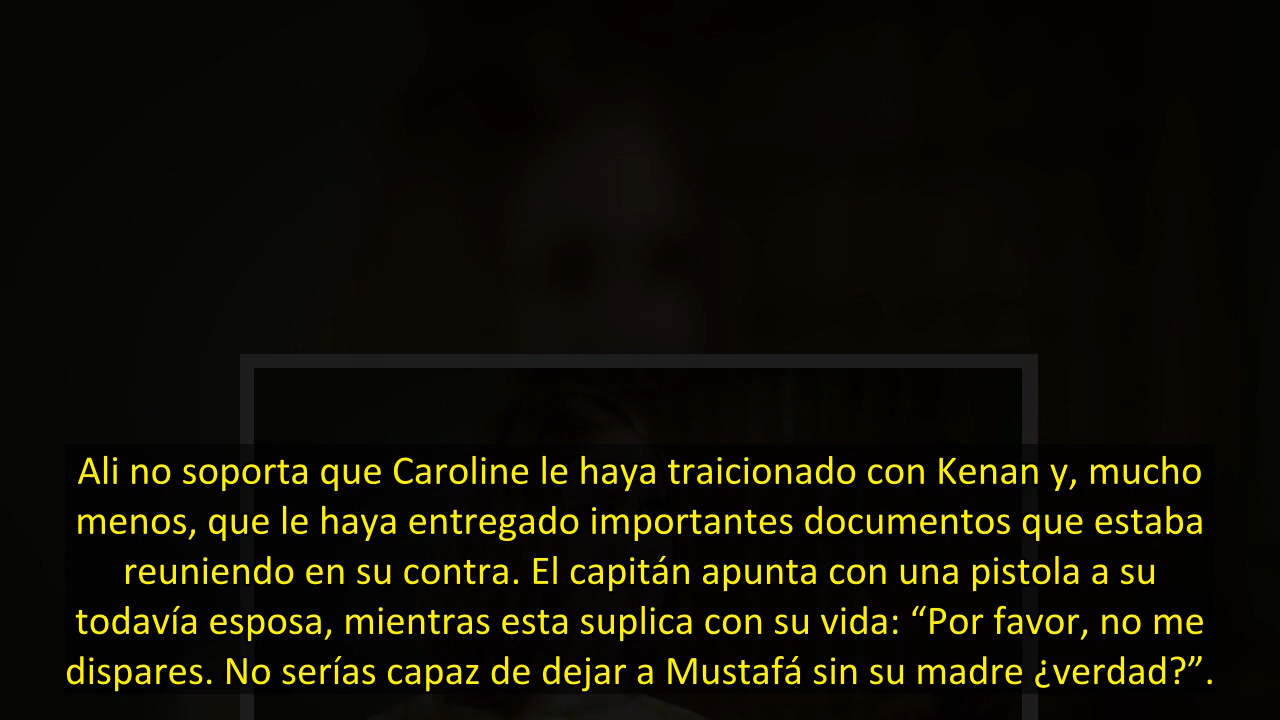 Ali no soporta que Caroline le haya traicionado con Kenan y, mucho
menos, que le haya entregado importantes documentos que estaba
reuniendo en su contra. El capitán apunta con una pistola a su
todavía esposa, mientras esta suplica con su vida: “Por favor, no me
dispares. No serías capaz de dejar a Mustafá sin su madre ¿verdad?”.